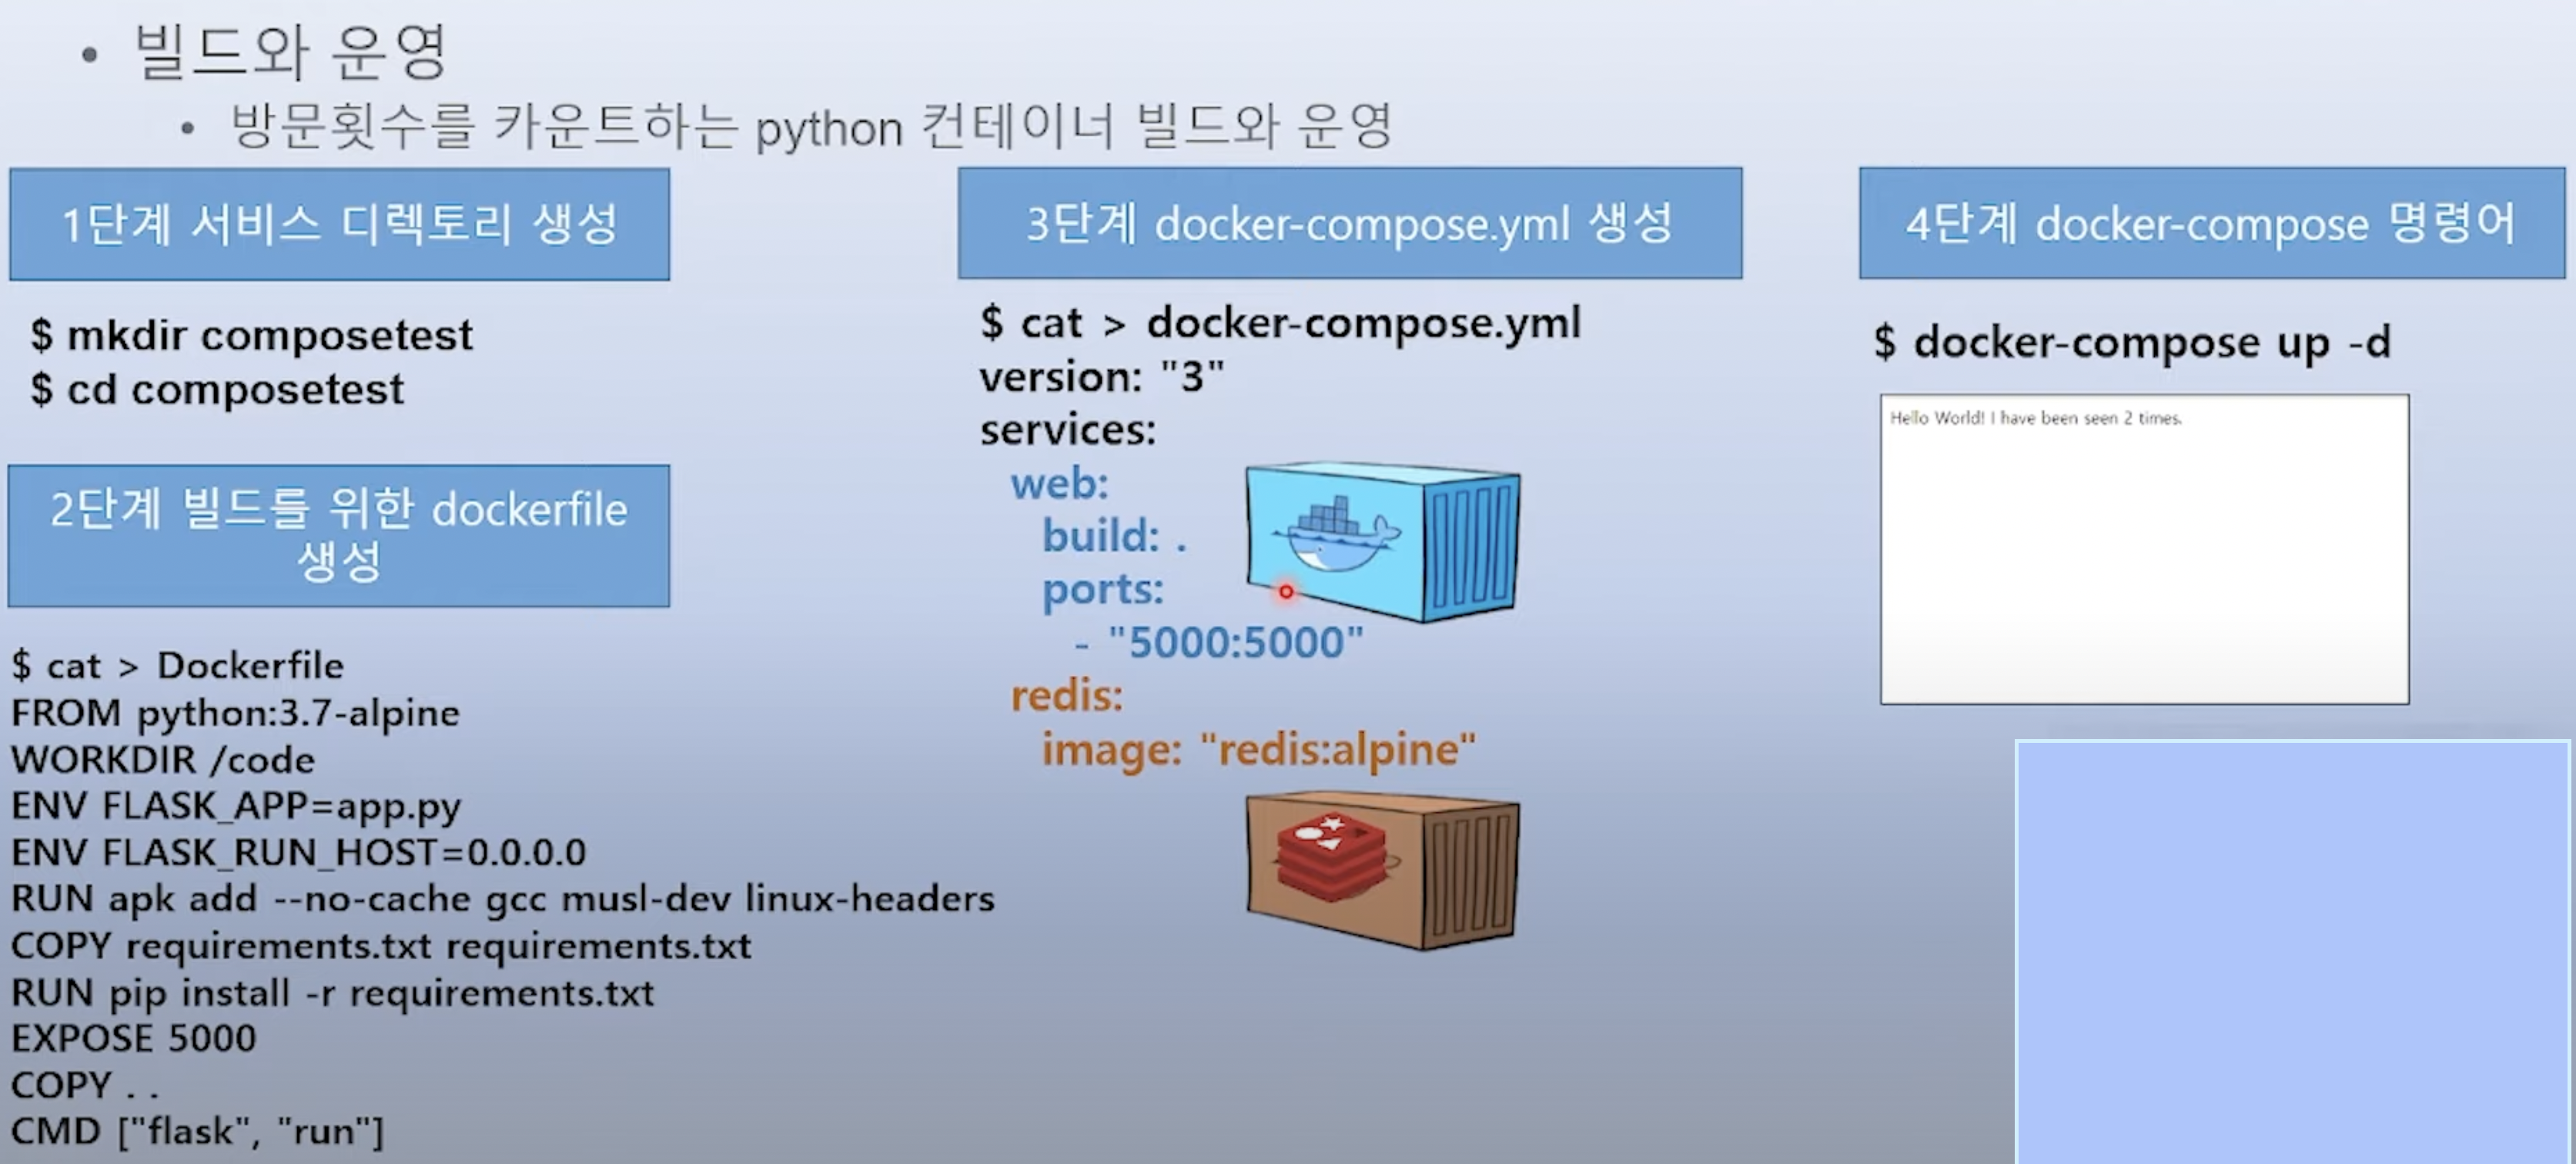 • 빌드와 운영
• 방문횟수를 카운트하는 python 컨테이너 빌드와 운영
1단계 서비스 디렉토리 생성
$ mkdir composetest
$ cd composetest
2단계 빌드를 위한 dockerfile
생성
$ cat > Dockerfile
FROM python:3.7-alpine
WORKDIR /code
ENV FLASK_APP=app.py
ENV FLASK_RUN_HOST=0.0.0.0
RUN apk add --no-cache gcc musl-dev linux-headers
COPY requirements.txt requirements.txt
RUN pip install -r requirements.txt
EXPOSE 5000
COPY . .
CMD ["flask", "run"]
3단계 docker-compose.yml 생성
$ cat > docker-compose.yml
version: "3"
services:
web:
build: .
ports:
- "5000:5000"
redis:
image: "redis:alpine"
4단계 docker-compose 명령어
$ docker-compose up -d
Hello World! I have been seen 2 times.